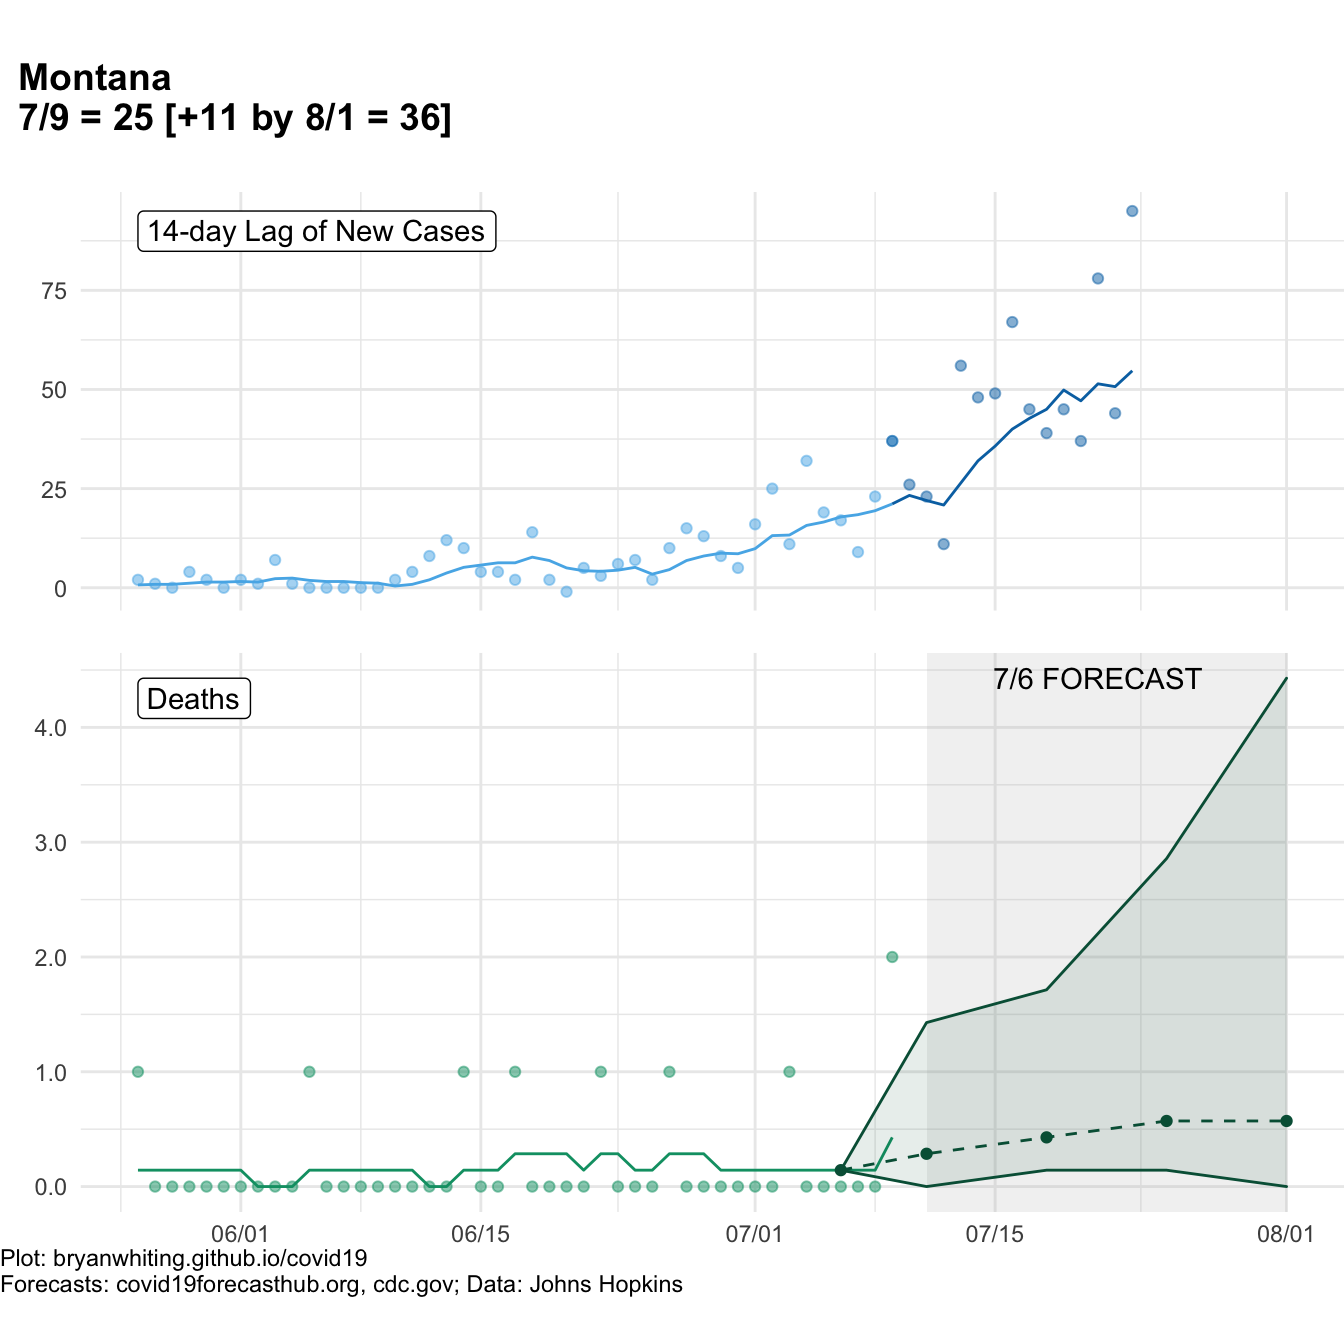 Montana
7/9 = 25 [+11 by 8/1 = 36]
14-day Lag of New Cases
75
50
25
0
7/6 FORECAST
Deaths
4.0
3.0
2.0
1.0
0.0
06/01 06/15 07/01 07/15 08/01
Plot: bryanwhiting.github.io/covid19
Forecasts: covid19forecasthub.org, cdc.gov; Data: Johns Hopkins